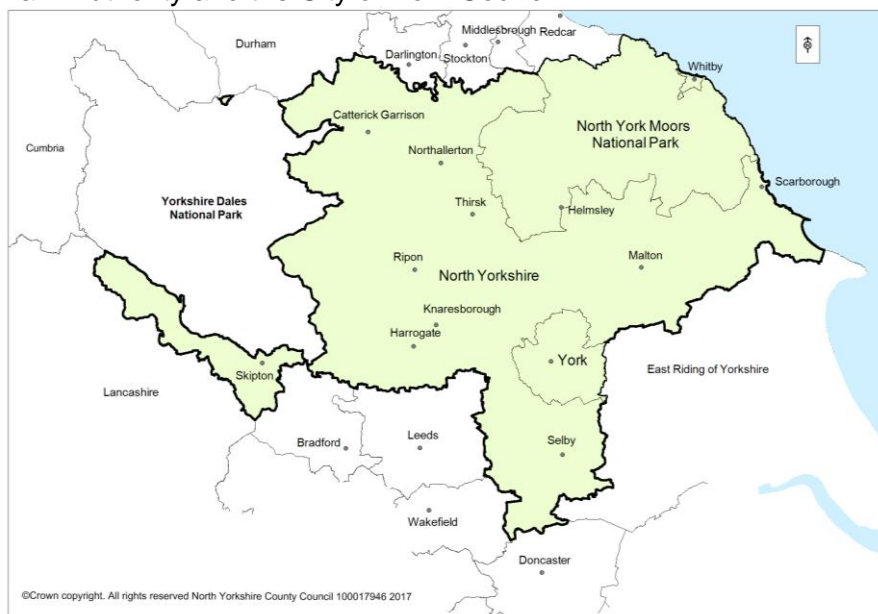 Durham
Darlington
Stockton
Middlesbrough
Redcar
Whitby
Catterick Garrison
Cumbria
Northallerton
North York Moors
National Park
Yorkshire Dales
National Park
Thirsk
Helmsley
Scarborough
Ripon
North Yorkshire
Malton
Knaresborough
Harrogate
York
East Riding of Yorkshire
Skipton
Lancashire
Bradford
Leeds
Selby
Wakefield
Doncaster
©Crown copyright. All rights reserved North Yorkshire County Council 100017946 2017